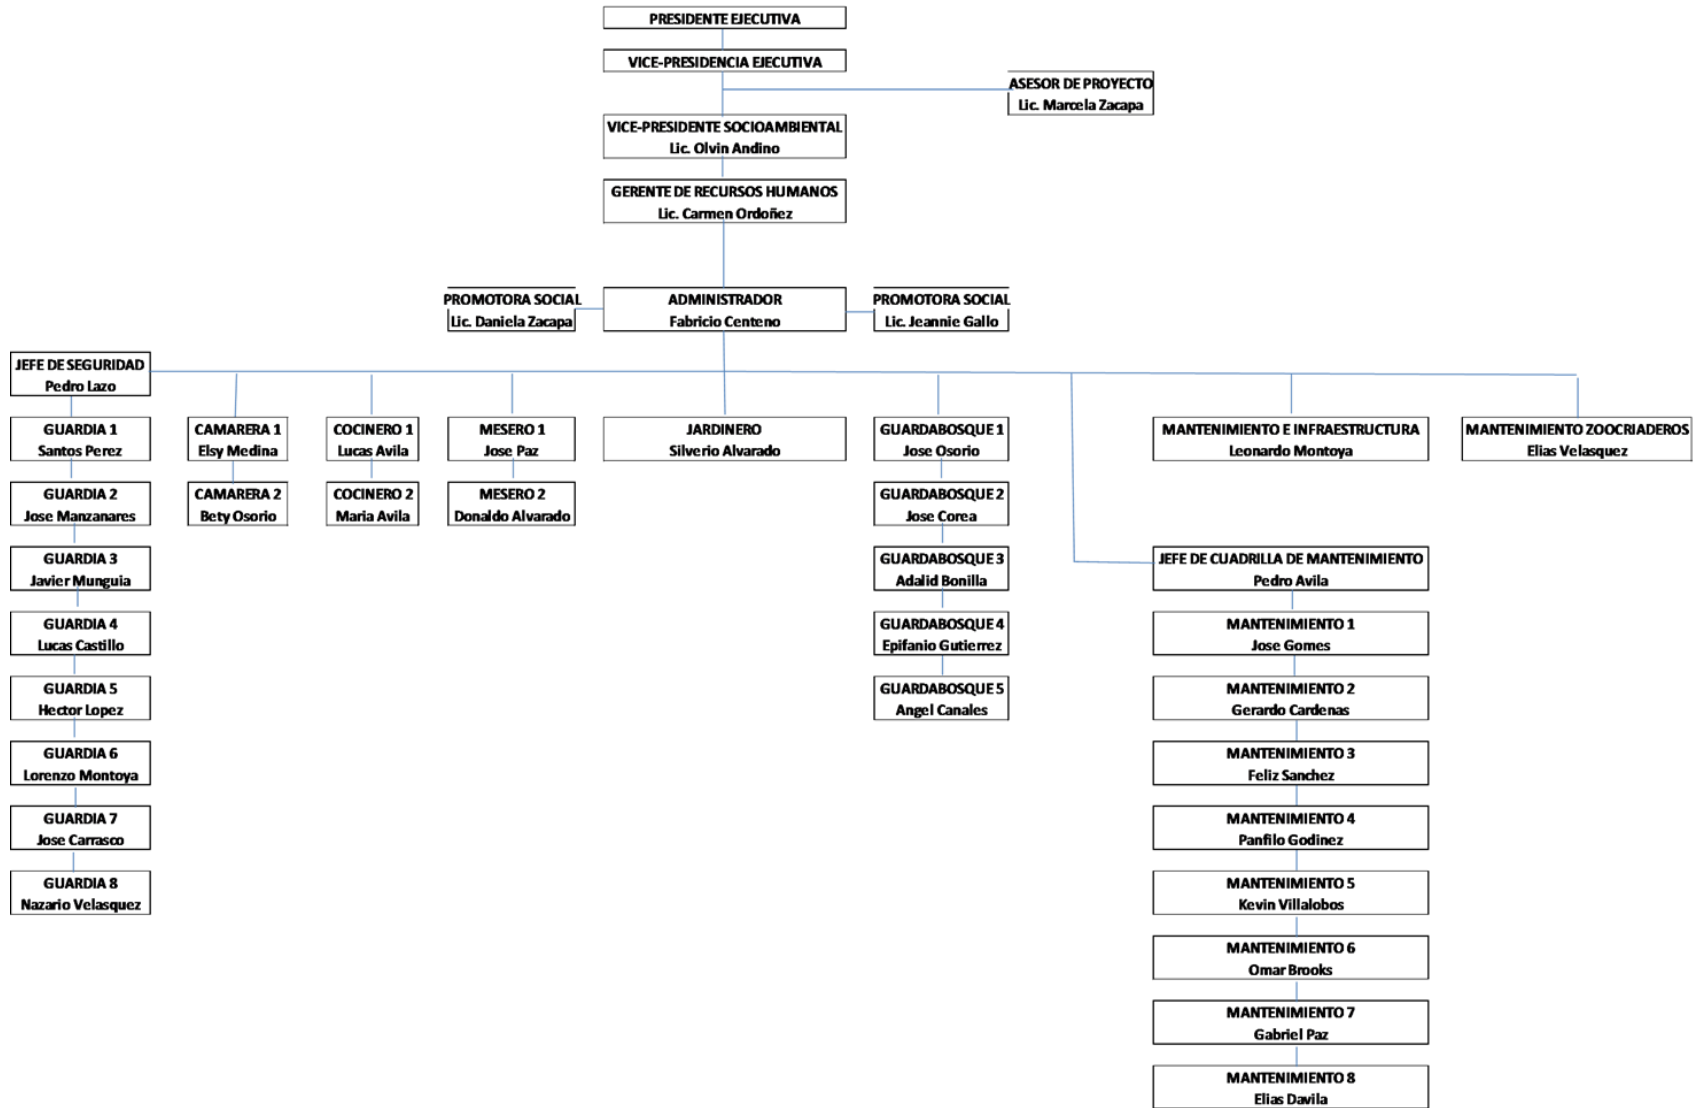 PRESIDENTE EJECUTIVA
VICE-PRESIDENCIA EJECUTIVA
ASESOR DE PROYECTO
Lic. Marcela Zacapa
VICE-PRESIDENTE SOCIOAMBIENTAL
Lic. Olvin Andino
GERENTE DE RECURSOS HUMANOS
Lic. Carmen Ordoñez
PROMOTORA SOCIAL
Lic. Daniela Zacapa
ADMINISTRADOR
Fabricio Centeno
PROMOTORA SOCIAL
Lic. Jeannie Gallo
JEFE DE SEGURIDAD
Pedro Lazo
GUARDIA 1
Santos Perez
GUARDIA 2
Jose Manzanares
GUARDIA 3
Javier Munguia
GUARDIA 4
Lucas Castillo
GUARDIA 5
Hector Lopez
GUARDIA 6
Lorenzo Montoya
GUARDIA 7
Jose Carrasco
GUARDIA 8
Nazario Velasquez
CAMARERA 1
Elsy Medina
CAMARERA 2
Bety Osorio
COCINERO 1
Lucas Avila
COCINERO 2
Maria Avila
MESERO 1
Jose Paz
MESERO 2
Donaldo Alvarado
JARDINERO
Silverio Alvarado
GUARDABOSQUE 1
Jose Osorio
GUARDABOSQUE 2
Jose Corea
GUARDABOSQUE 3
Adalid Bonilla
GUARDABOSQUE 4
Epifanio Gutierrez
GUARDABOSQUE 5
Angel Canales
MANTENIMIENTO E INFRAESTRUCTURA
Leonardo Montoya
MANTENIMIENTO ZOOCRIADEROS
Elias Velasquez
JEFE DE CUADRILLA DE MANTENIMIENTO
Pedro Avila
MANTENIMIENTO 1
Jose Gomes
MANTENIMIENTO 2
Gerardo Cardenas
MANTENIMIENTO 3
Feliz Sanchez
MANTENIMIENTO 4
Panfilo Godinez
MANTENIMIENTO 5
Kevin Villalobos
MANTENIMIENTO 6
Omar Brooks
MANTENIMIENTO 7
Gabriel Paz
MANTENIMIENTO 8
Elias Davila